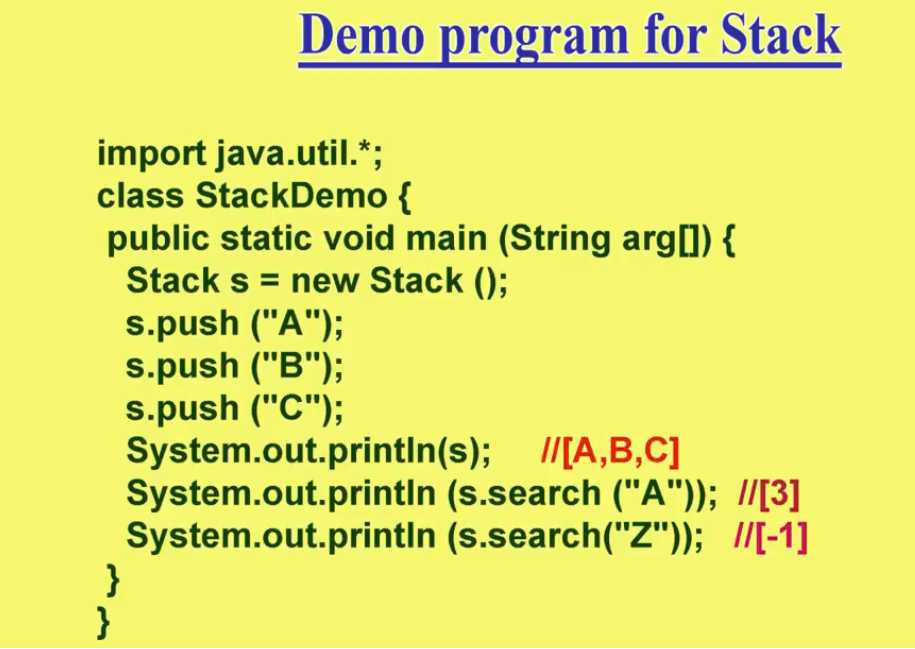 Demo program for Stack
import java.util.*;
class StackDemo {
public static void main (String arg[]) {
Stack s = new Stack ();
s.push ("A");
s.push ("B");
s.push ("C");
System.out.println(s); //[A,B,C]
System.out.println (s.search ("A")); //[3]
System.out.println (s.search("Z")); //[-1]
}
}